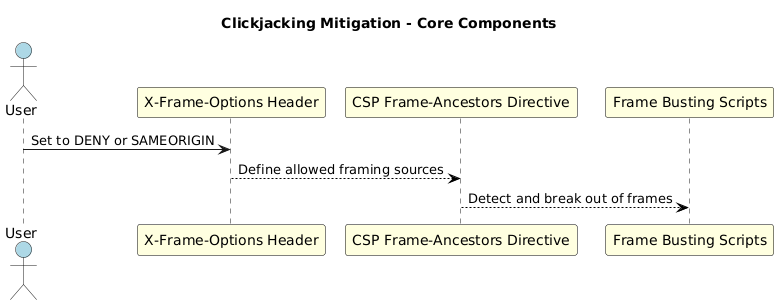 Clickjacking Mitigation - Core Components
User
X-Frame-Options Header
CSP Frame-Ancestors Directive
Frame Busting Scripts
Set to DENY or SAMEORIGIN
Define allowed framing sources
Detect and break out of frames
User
X-Frame-Options Header
CSP Frame-Ancestors Directive
Frame Busting Scripts